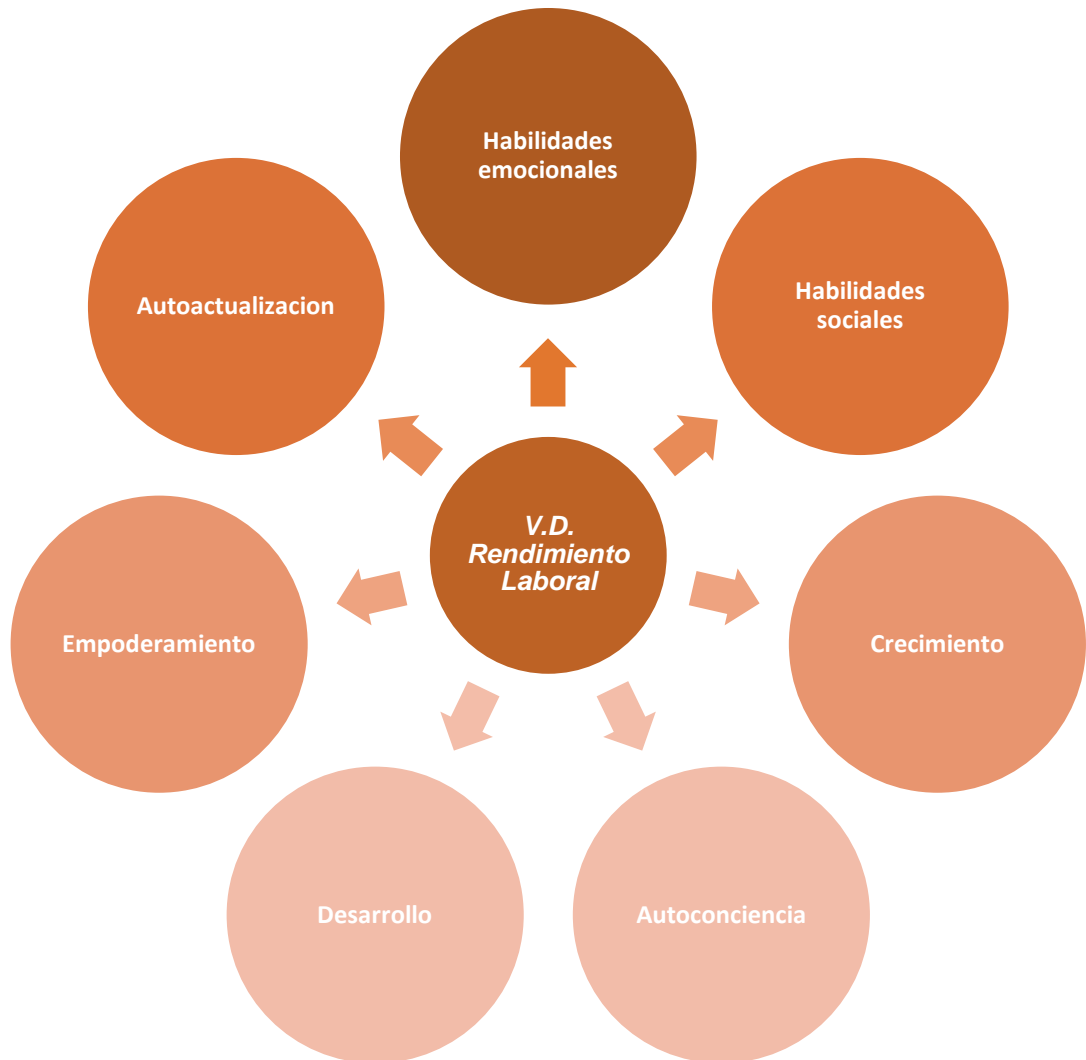 Habilidades
emocionales
Habilidades
sociales
Crecimiento
Autoconciencia
Desarrollo
Empoderamiento
Autoactualizacion
V.D.
Rendimiento
Laboral